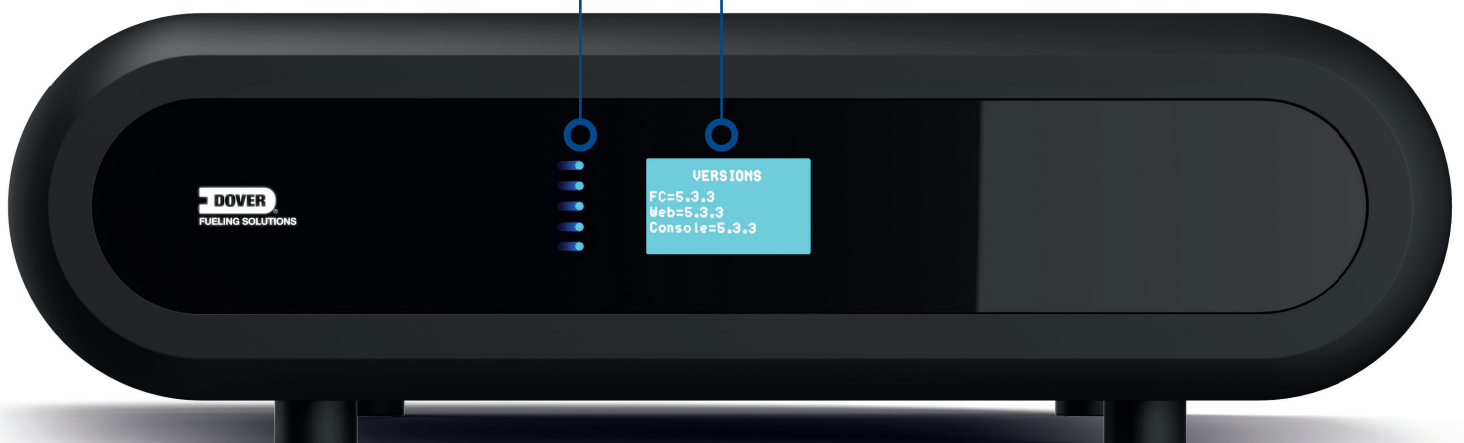 DOVER
FUELING SOLUTIONS
VERSIONS
FC=5.3.3
Web=5.3.3
Console=5.3.3